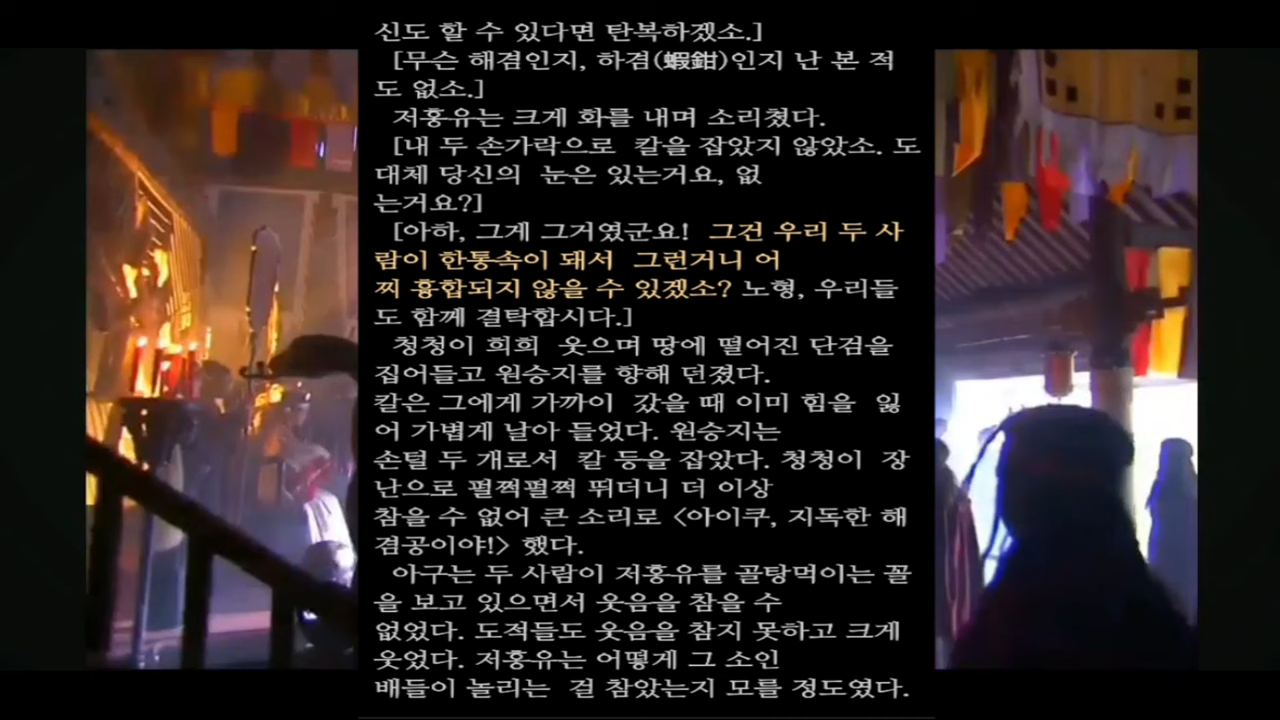 신도 할 수 있다면 탄복하겠소.]
[무슨 해겸인지, 하겸(蝦鉗)인지 난 본 적
도 없소.]
저홍유는 크게 화를 내며 소리쳤다.
[내 두 손가락으로 칼을 잡았지 않았소. 도
대체 당신의 눈은 있는거요, 없
는거요?]
[아하, 그게 그거였군요! 그건 우리 두 사
람이 한통속이 돼서 그런거니 어
찌 흉합되지 않을 수 있겠소? 노형, 우리들
도 함께 결탁합시다.]
청청이 희희 웃으며 땅에 떨어진 단검을
집어들고 원승지를 향해 던졌다.
칼은 그에게 가까이 갔을 때 이미 힘을 잃
어 가볍게 날아 들었다. 원승지는
손털 두 개로서 칼 등을 잡았다. 청청이 장
난으로 펄쩍펄쩍 뛰더니 더 이상
참을 수 없어 큰 소리로 <아이쿠, 지독한 해
겸공이야!> 했다.
아구는 두 사람이 저홍유를 골탕먹이는 꼴
을 보고 있으면서 웃음을 참을 수
없었다. 도적들도 웃음을 참지 못하고 크게
웃었다. 저홍유는 어떻게 그 소인
배들이 놀리는 걸 참았는지 모를 정도였다.